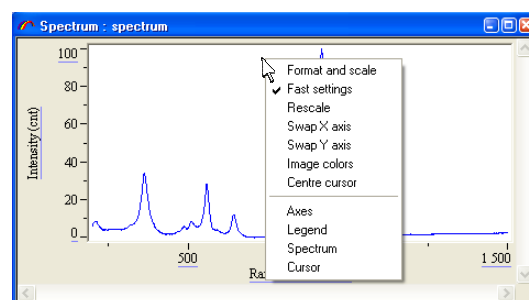 Spectrum : spectrum
100
80
60
40
20
0
Intensity (cnt)
Format and scale
Fast settings
Rescale
Swap X axis
Swap Y axis
Image colors
Centre cursor
Axes
Legend
Spectrum
Cursor
500
1 500